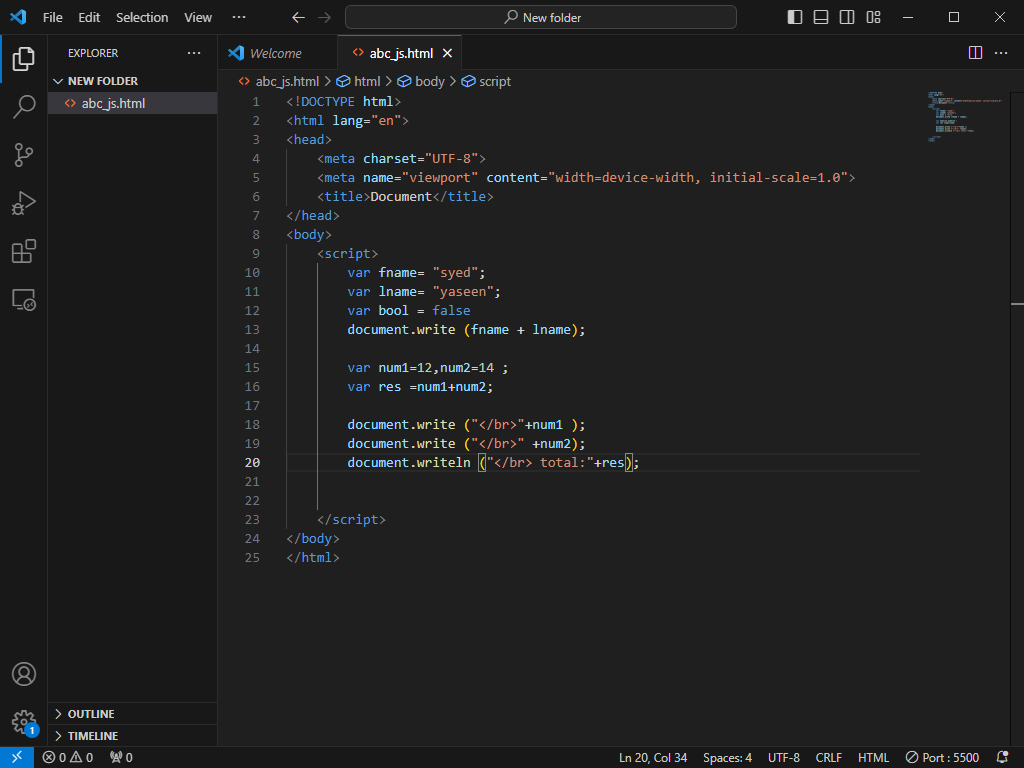 File Edit Selection View ··· New folder
EXPLORER ···
Welcome abc_js.html
NEW FOLDER
abc_js.html
abc_js.html > html > body > script
1 <!DOCTYPE html>
2 <html lang="en">
3 <head>
4 <meta charset="UTF-8">
5 <meta name="viewport" content="width=device-width, initial-scale=1.0">
6 <title>Document</title>
7 </head>
8 <body>
9 <script>
10 var fname= "syed";
11 var lname= "yaseen";
12 var bool = false
13 document.write (fname + lname);
14
15 var num1=12,num2=14 ;
16 var res =num1+num2;
17
18 document.write ("</br>"+num1 );
19 document.write ("</br>" +num2);
20 document.writeln ("</br> total:"+res);
21
22
23 </script>
24 </body>
25 </html>
OUTLINE
TIMELINE
1
0 0 0 Ln 20, Col 34 Spaces: 4 UTF-8 CRLF HTML Port : 5500